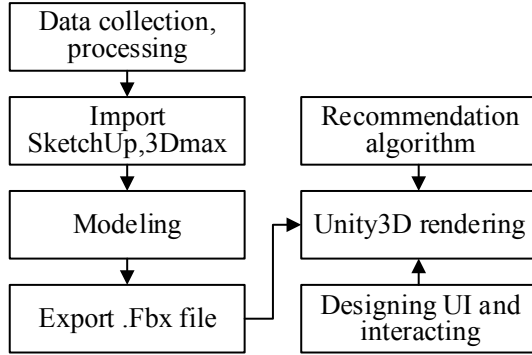 Data collection,
processing
Import
SketchUp,3Dmax
Modeling
Export .Fbx file
Recommendation
algorithm
Unity3D rendering
Designing UI and
interacting